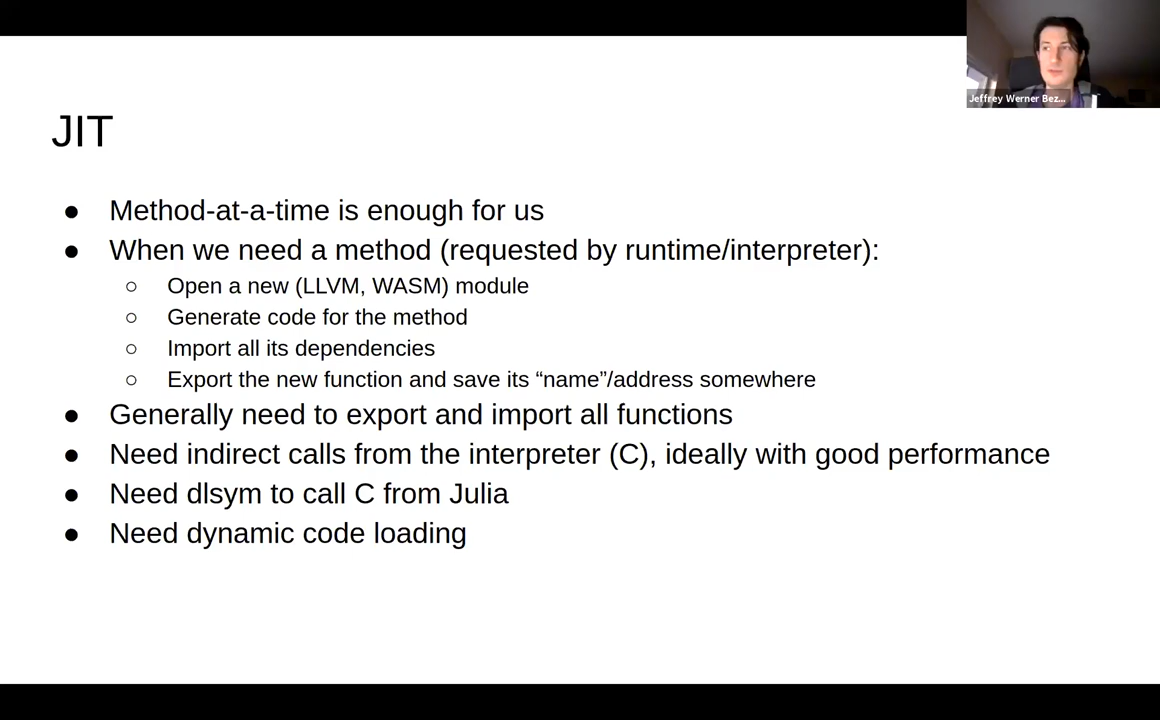 Jeffrey Werner Bez...
JIT
● Method-at-a-time is enough for us
● When we need a method (requested by runtime/interpreter):
○ Open a new (LLVM, WASM) module
○ Generate code for the method
○ Import all its dependencies
○ Export the new function and save its “name”/address somewhere
● Generally need to export and import all functions
● Need indirect calls from the interpreter (C), ideally with good performance
● Need dlsym to call C from Julia
● Need dynamic code loading